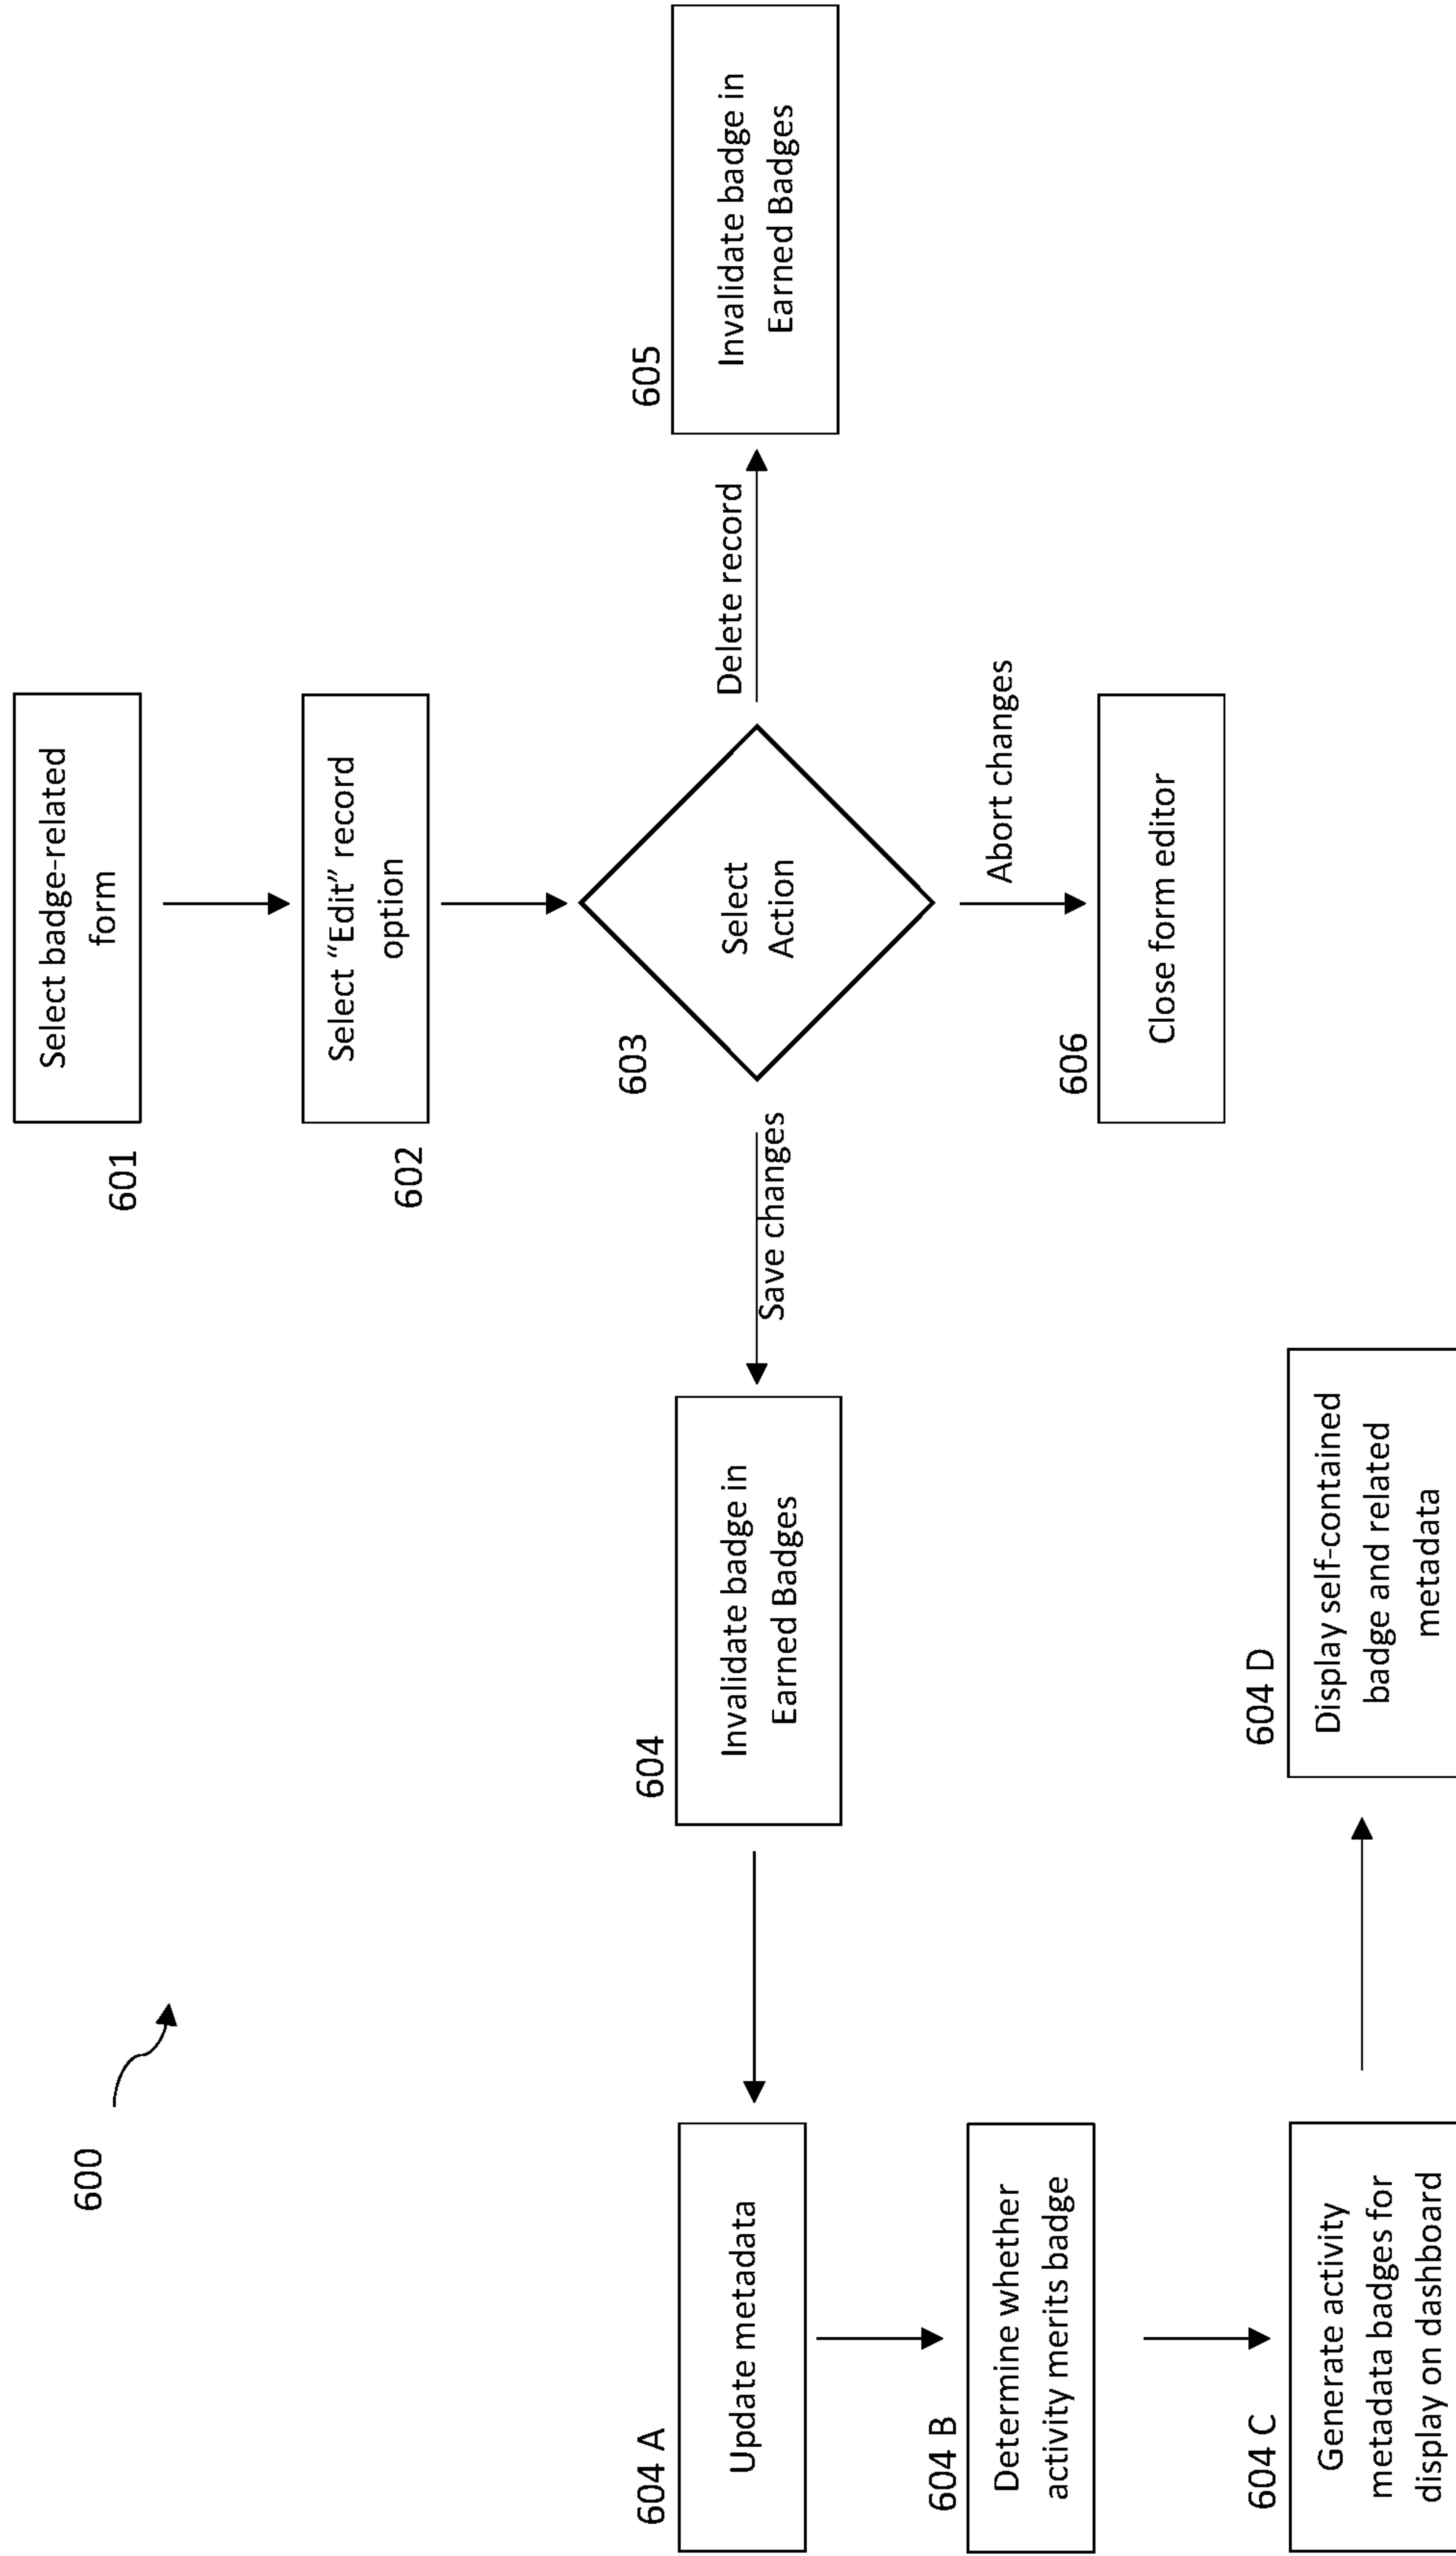 600
601
Select badge-related
form
602
Select “Edit” record
option
603
Select
Action
Save changes
Delete record
Abort changes
604
Invalidate badge in
Earned Badges
605
Invalidate badge in
Earned Badges
606
Close form editor
604 A
Update metadata
604 B
Determine whether
activity merits badge
604 C
Generate activity
metadata badges for
display on dashboard
604 D
Display self-contained
badge and related
metadata